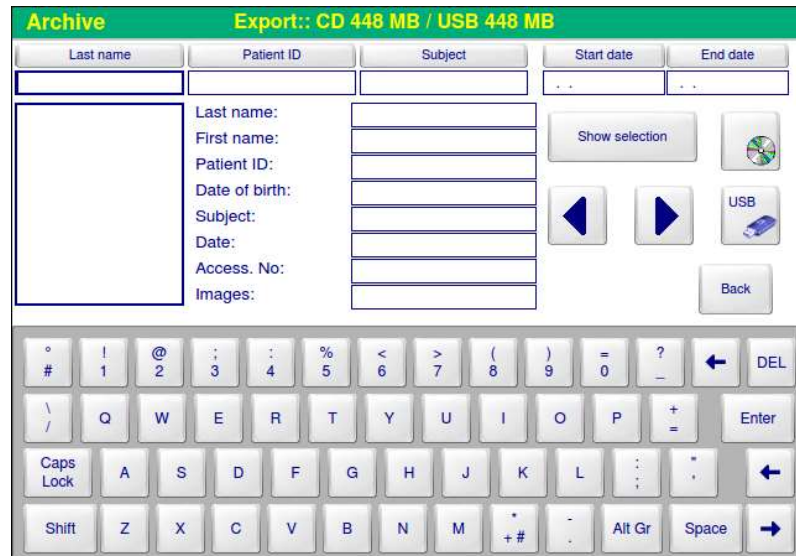 Archive Export:: CD 448 MB / USB 448 MB
Last name Patient ID Subject Start date End date
. . . .
Last name:
First name:
Show selection
Patient ID:
Date of birth:
USB
Subject:
Date:
Access. No:
Back
Images:
° ! @ ; : % < > ( ) = ?
# 1 2 3 4 5 6 7 8 9 0 _ ← DEL
\ +
/ Q W E R T Y U I O P = Enter
Caps : "
Lock A S D F G H J K L ; ' ←
* -
Shift Z X C V B N M + # . Alt Gr Space →